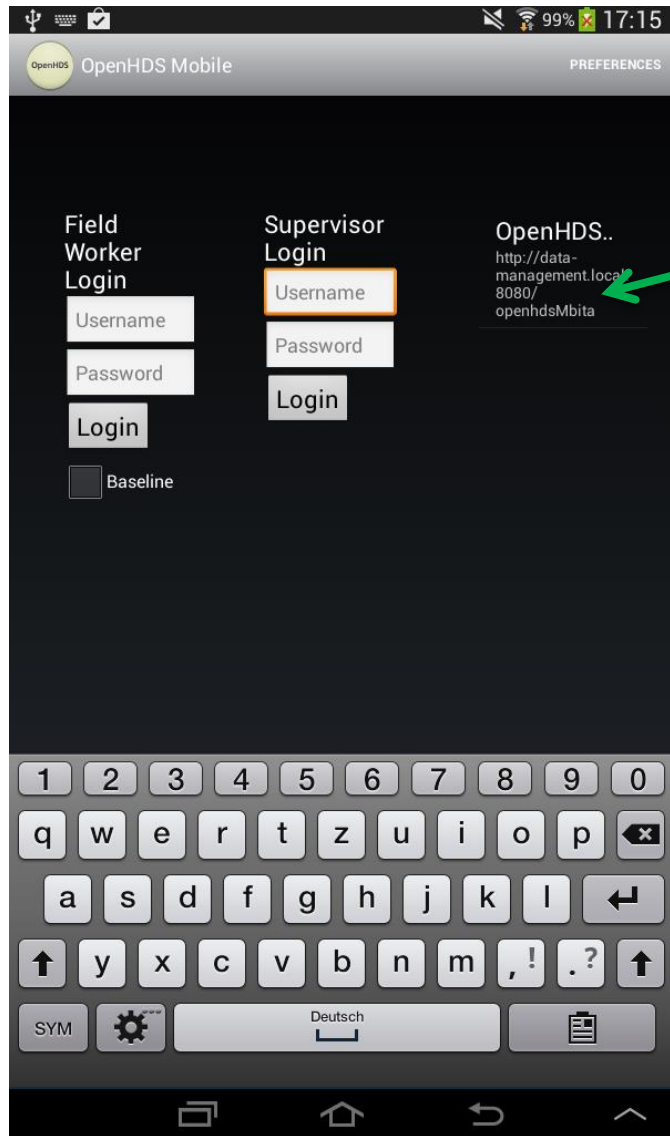 99% 17:15
OpenHDS OpenHDS Mobile PREFERENCES
Field
Worker
Login
Username
Password
Login
Baseline
Supervisor
Login
Username
Password
Login
OpenHDS..
http://data-
management.local
8080/
openhdsMbita
1 2 3 4 5 6 7 8 9 0
q w e r t z u i o p
a s d f g h j k l
y x c v b n m , ! . ?
SYM Deutsch